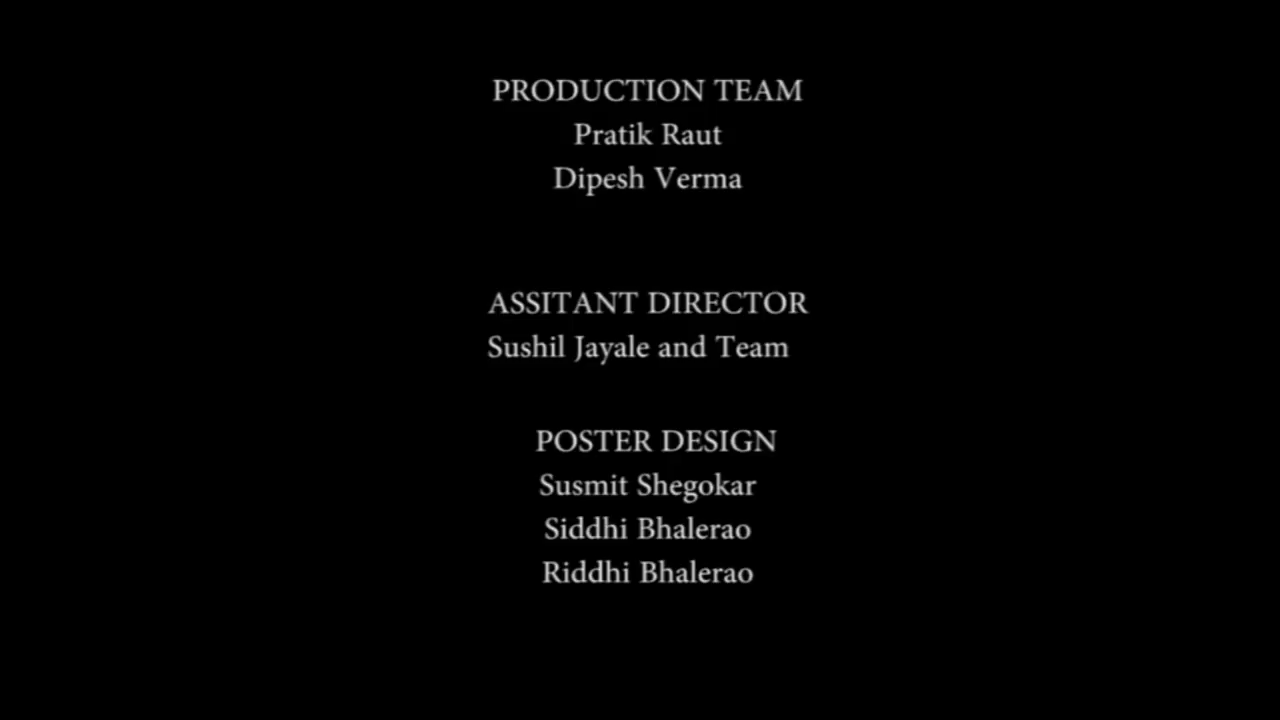 PRODUCTION TEAM
Pratik Raut
Dipesh Verma
ASSITANT DIRECTOR
Sushil Jayale and Team
POSTER DESIGN
Susmit Shegokar
Siddhi Bhalerao
Riddhi Bhalerao